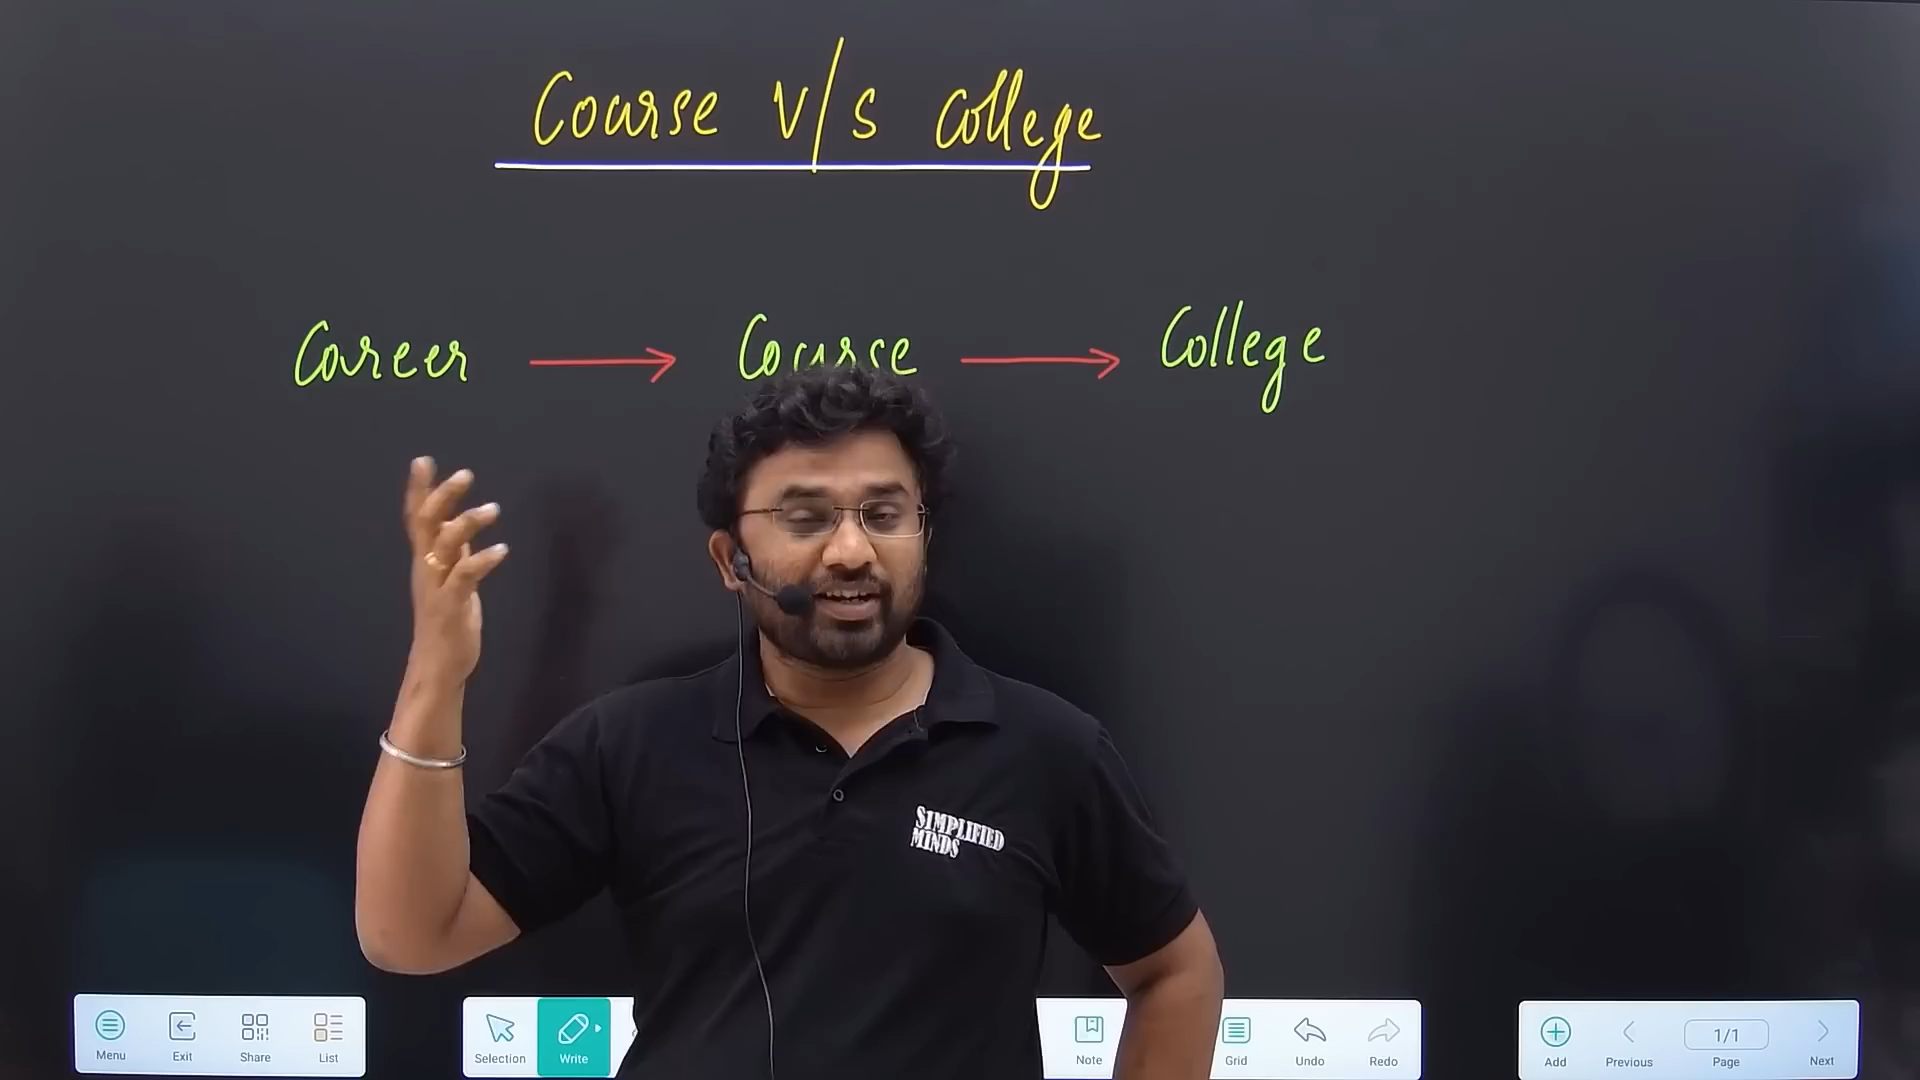 Course v/s College
Career → Course → College
SIMPLIFIED
MINDS
Menu
Exit
Share
List
Selection
Write
Note
Grid
Undo
Redo
Add
Previous
1/1
Page
Next